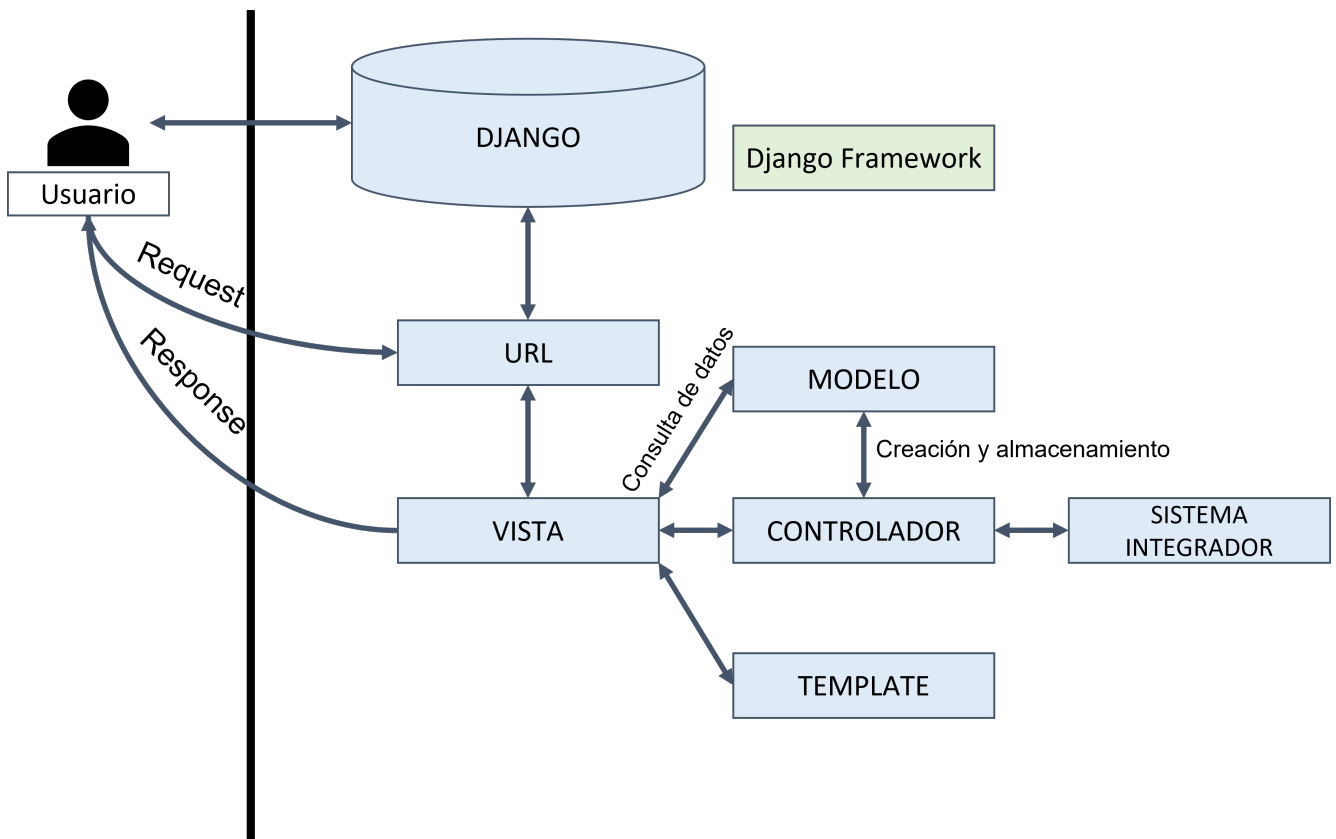 DJANGO
Django Framework
Usuario
Request
Response
URL
Consulta de datos
MODELO
Creación y almacenamiento
VISTA
CONTROLADOR
SISTEMA
INTEGRADOR
TEMPLATE